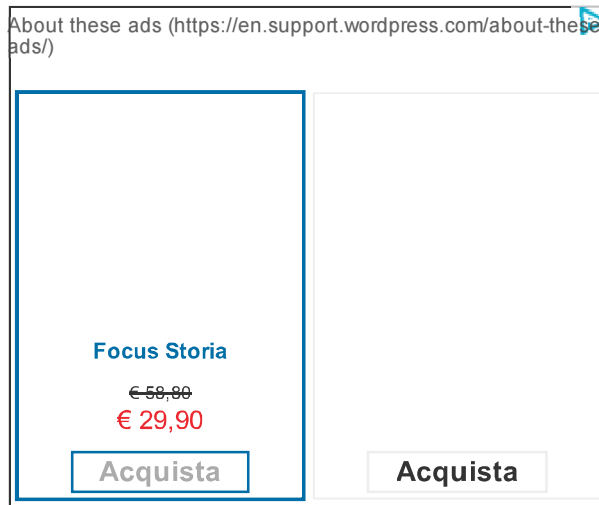 About these ads (https://en.support.wordpress.com/about-these
ads/)
Focus Storia
€ 58,80
€ 29,90
Acquista
Acquista